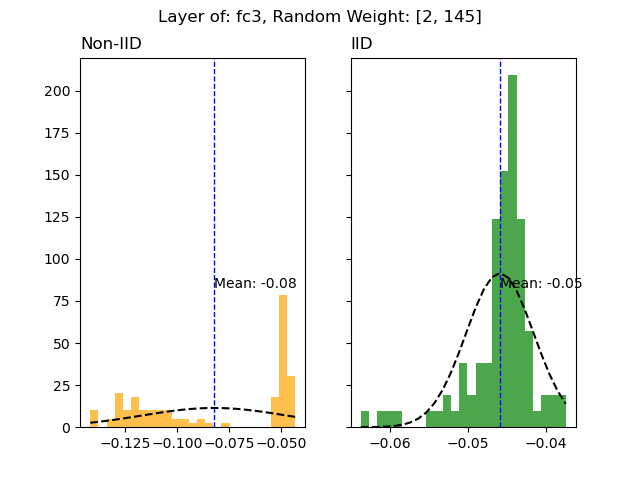 Layer of: fc3, Random Weight: [2, 145]
Non-IID
IID
200
175
150
125
100
75
50
25
0
Mean: -0.08
Mean: -0.05
−0.125 −0.100 −0.075 −0.050
−0.06 −0.05 −0.04